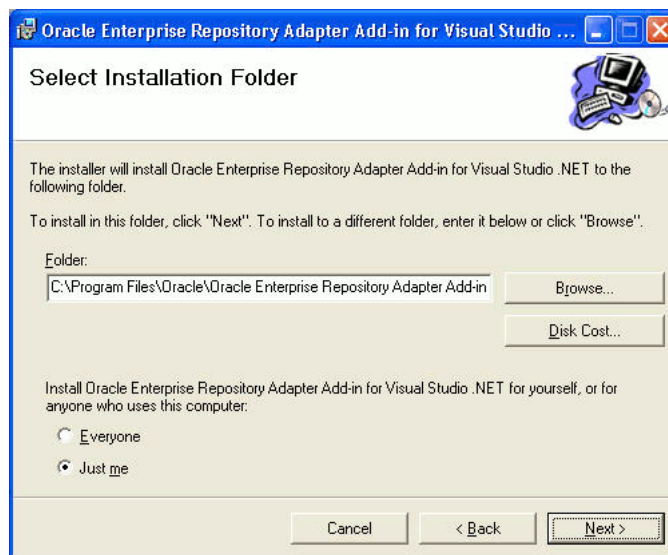 Oracle Enterprise Repository Adapter Add-in for Visual Studio ...
Select Installation Folder
The installer will install Oracle Enterprise Repository Adapter Add-in for Visual Studio .NET to the
following folder.
To install in this folder, click "Next". To install to a different folder, enter it below or click "Browse".
Folder:
C:\Program Files\Oracle\Oracle Enterprise Repository Adapter Add-in
Browse...
Disk Cost...
Install Oracle Enterprise Repository Adapter Add-in for Visual Studio .NET for yourself, or for
anyone who uses this computer:
Everyone
Just me
Cancel
< Back
Next >